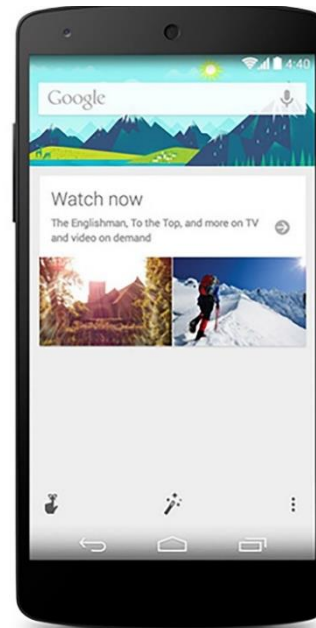 4:40
Google
Watch now
The Englishman, To the Top, and more on TV
and video on demand